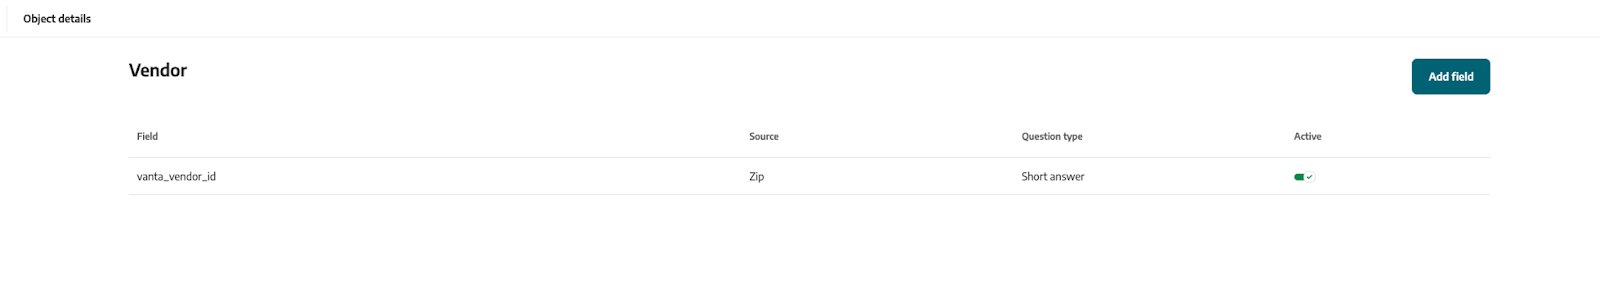 Object details
Vendor
Add field
Field Source Question type Active
vanta_vendor_id Zip Short answer